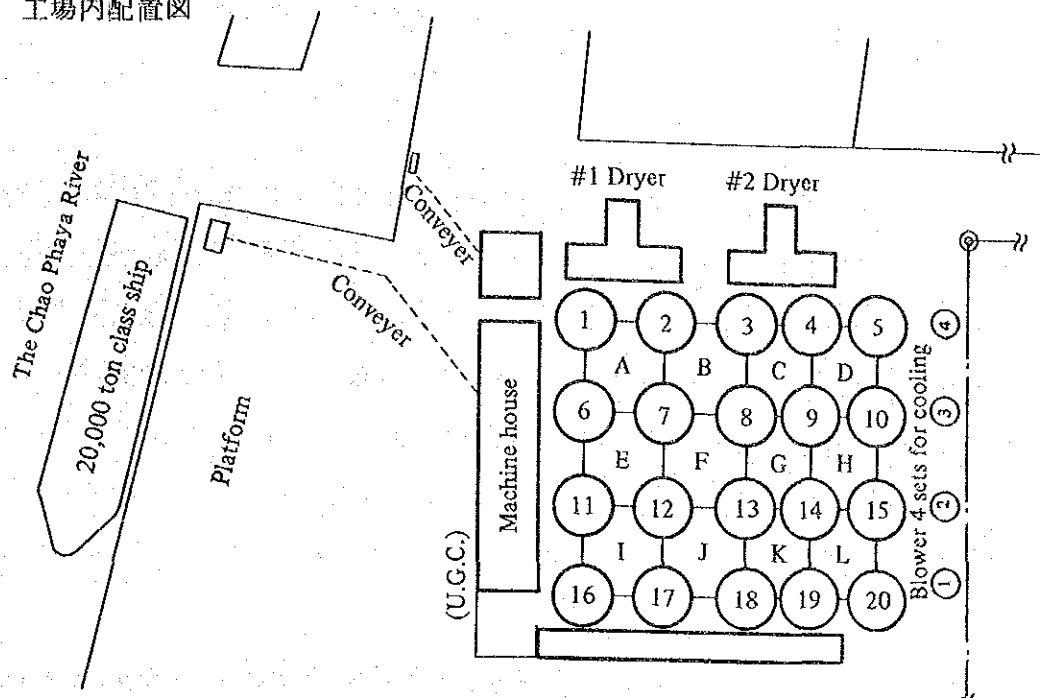 工場内配置図
The Chao Phaya River
20,000 ton class ship
Platform
Conveyer
Conveyer
#1 Dryer
#2 Dryer
Machine house
(U.G.C.)
1 2 3 4 5
A B C D
6 7 8 9 10
E F G H
11 12 13 14 15
I J K L
16 17 18 19 20
Blower 4 sets for cooling
4
3
2
1